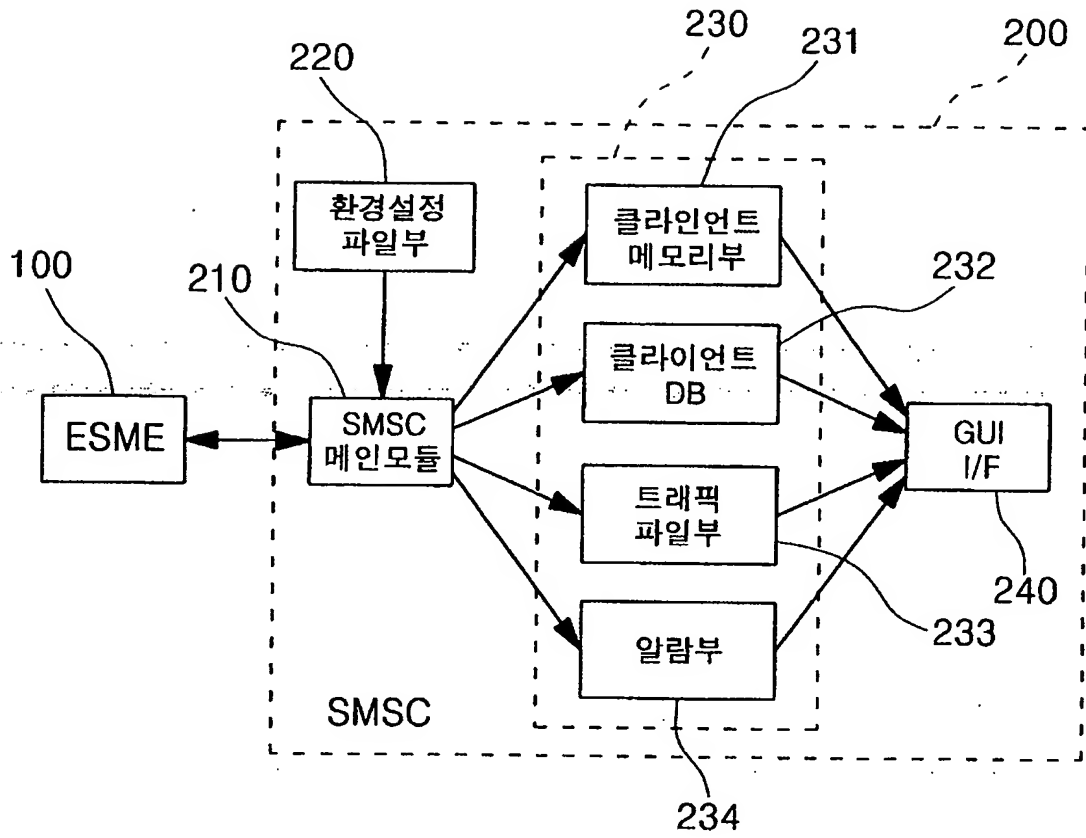 230
231
200
220
환경설정
파일부
클라인언트
메모리부
100
210
232
클라이언트
DB
ESME
SMSC
메인모듈
GUI
I/F
트래픽
파일부
240
233
알람부
SMSC
234